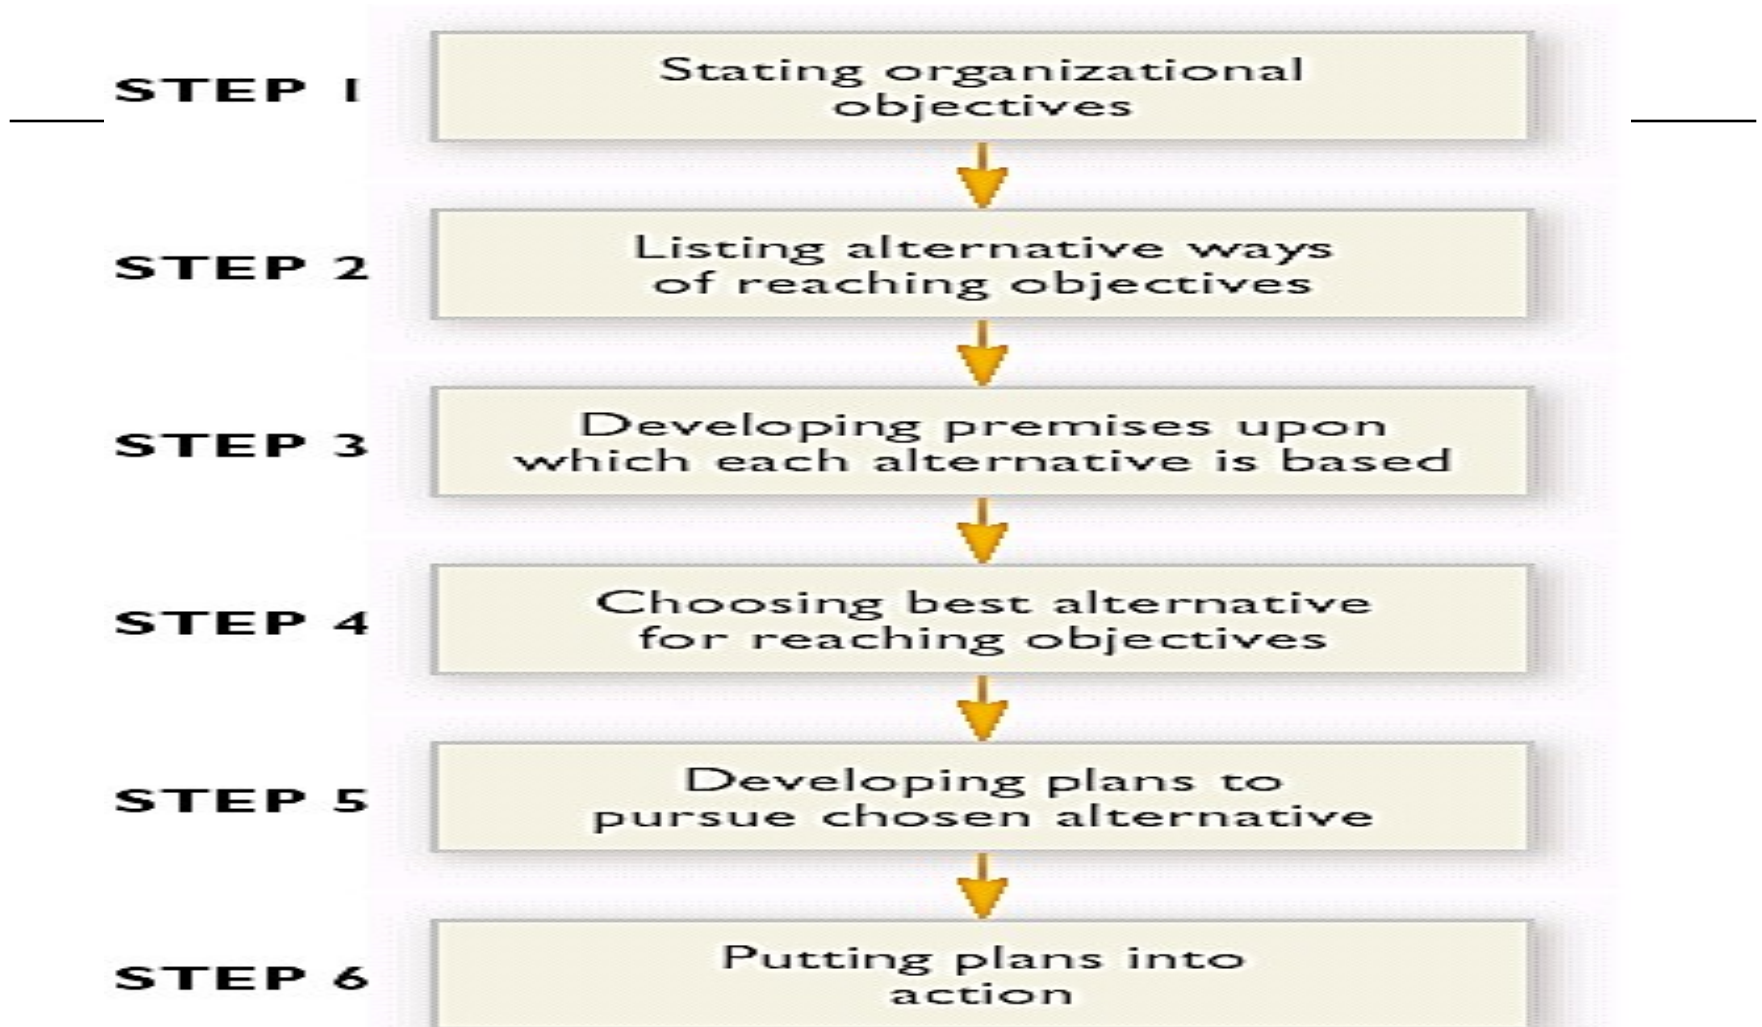 STEP 1
Stating organizational
objectives
STEP 2
Listing alternative ways
of reaching objectives
STEP 3
Developing premises upon
which each alternative is based
STEP 4
Choosing best alternative
for reaching objectives
STEP 5
Developing plans to
pursue chosen alternative
STEP 6
Putting plans into
action